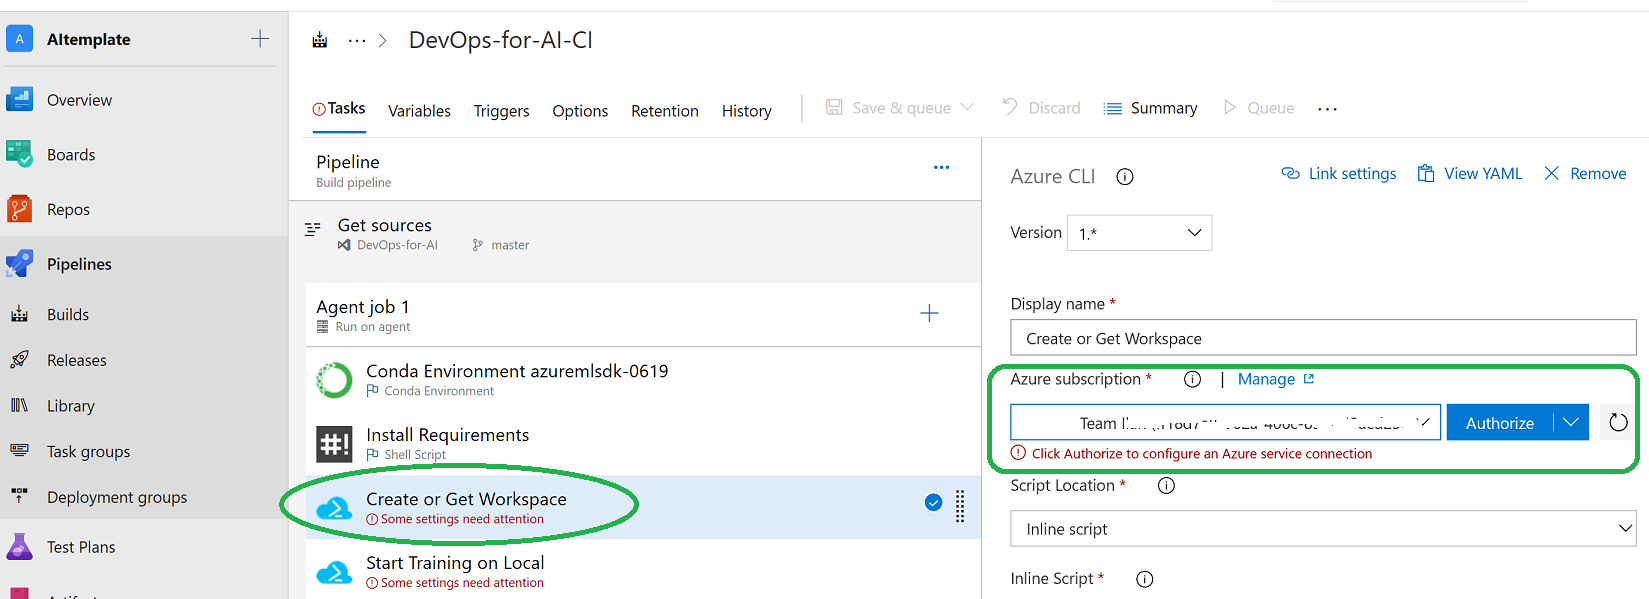 A AItemplate
DevOps-for-AI-CI
Overview
Boards
Repos
Pipelines
Builds
Releases
Library
Task groups
Deployment groups
Test Plans
Tasks Variables Triggers Options Retention History Save & queue Discard Summary Queue
Pipeline
Build pipeline
Get sources
DevOps-for-AI master
Agent job 1
Run on agent
Conda Environment azuremlsdk-0619
Conda Environment
#!
Install Requirements
Shell Script
Create or Get Workspace
Some settings need attention
Start Training on Local
Some settings need attention
Azure CLI
Link settings View YAML Remove
Version 1.*
Display name *
Create or Get Workspace
Azure subscription * | Manage
Team
Authorize
Click Authorize to configure an Azure service connection
Script Location *
Inline script
Inline Script *